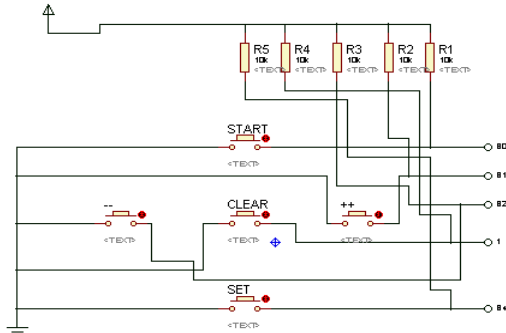 R5 R4 R3 R2 R1
10k 10k 10k 10k 10k
<TEXT> <TEXT> <TEXT> <TEXT> <TEXT>
START
B0
<TEXT>
B1
-- CLEAR ++
B2
<TEXT> <TEXT> <TEXT>
1
SET
<TEXT>